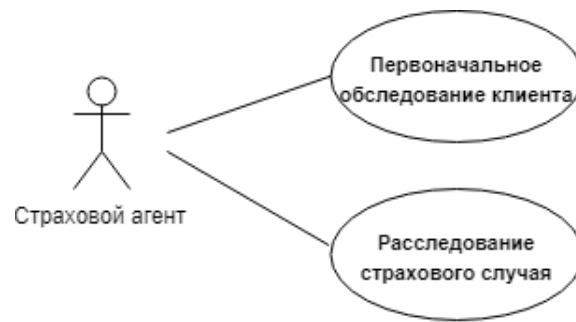 Первоначальное
обследование клиента
Страховой агент
Расследование
страхового случая